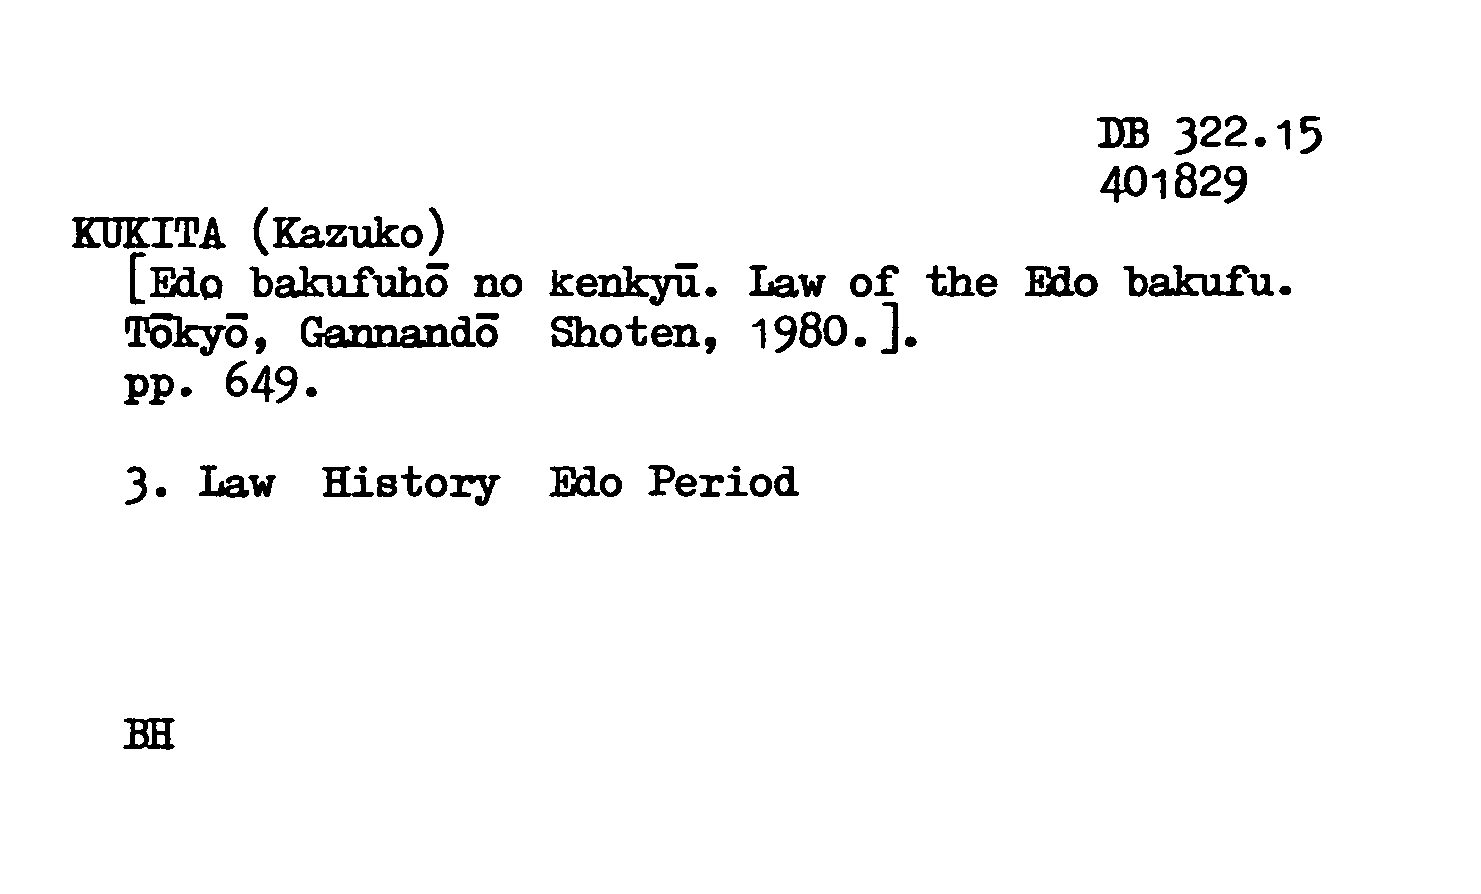 DB 322.15
401829
KUKITA (Kazuko)
[Edo bakufuhō no kenkyū. Law of the Edo bakufu.
Tōkyō, Gannandō Shoten, 1980.].
pp. 649.
3. Law History Edo Period
BH